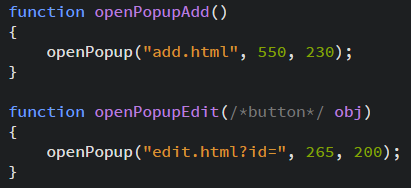 function openPopupAdd()
{
    openPopup("add.html", 550, 230);
}

function openPopupEdit(/*button*/ obj)
{
    openPopup("edit.html?id=", 265, 200);
}